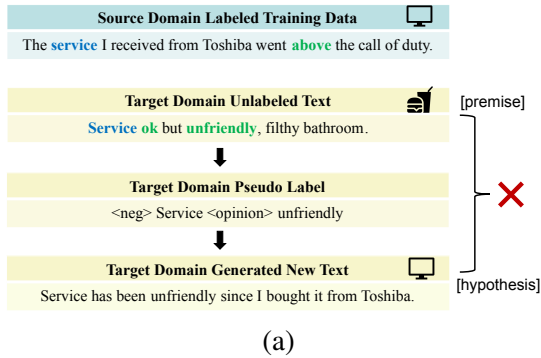 Source Domain Labeled Training Data
The service I received from Toshiba went above the call of duty.
Target Domain Unlabeled Text
[premise]
Service ok but unfriendly, filthy bathroom.
Target Domain Pseudo Label
<neg> Service <opinion> unfriendly
Target Domain Generated New Text
[hypothesis]
Service has been unfriendly since I bought it from Toshiba.
(a)